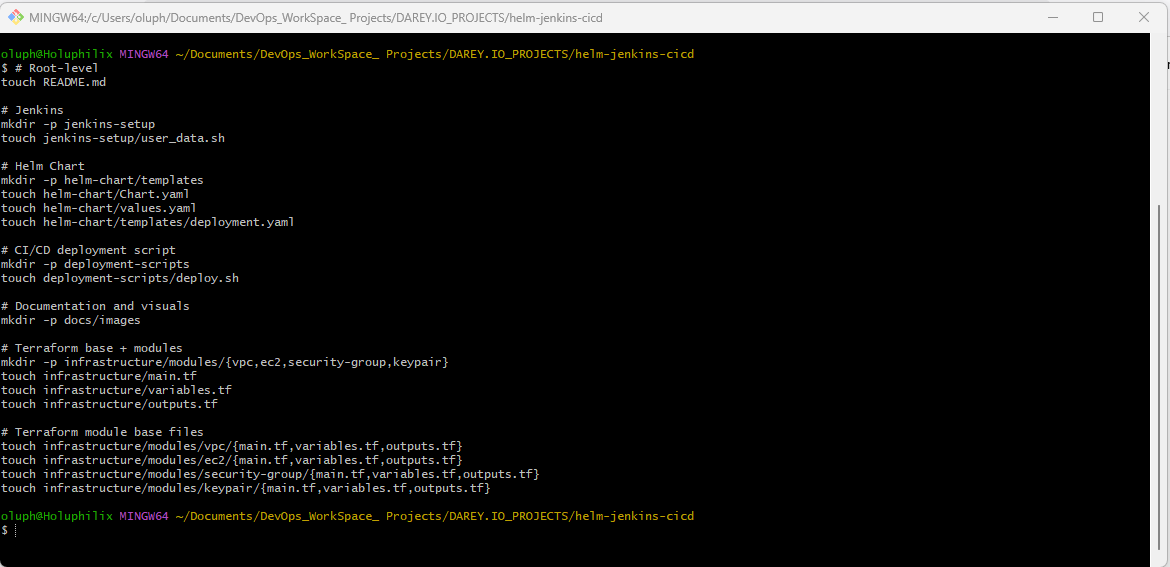 MINGW64:/c/Users/oluph/Documents/DevOps_WorkSpace_ Projects/DAREY.IO_PROJECTS/helm-jenkins-cicd
oluph@Holuphilix MINGW64 ~/Documents/DevOps_WorkSpace_ Projects/DAREY.IO_PROJECTS/helm-jenkins-cicd
$ # Root-level
touch README.md
# Jenkins
mkdir -p jenkins-setup
touch jenkins-setup/user_data.sh
# Helm Chart
mkdir -p helm-chart/templates
touch helm-chart/Chart.yaml
touch helm-chart/values.yaml
touch helm-chart/templates/deployment.yaml
# CI/CD deployment script
mkdir -p deployment-scripts
touch deployment-scripts/deploy.sh
# Documentation and visuals
mkdir -p docs/images
# Terraform base + modules
mkdir -p infrastructure/modules/{vpc,ec2,security-group,keypair}
touch infrastructure/main.tf
touch infrastructure/variables.tf
touch infrastructure/outputs.tf
# Terraform module base files
touch infrastructure/modules/vpc/{main.tf,variables.tf,outputs.tf}
touch infrastructure/modules/ec2/{main.tf,variables.tf,outputs.tf}
touch infrastructure/modules/security-group/{main.tf,variables.tf,outputs.tf}
touch infrastructure/modules/keypair/{main.tf,variables.tf,outputs.tf}
oluph@Holuphilix MINGW64 ~/Documents/DevOps_WorkSpace_ Projects/DAREY.IO_PROJECTS/helm-jenkins-cicd
$